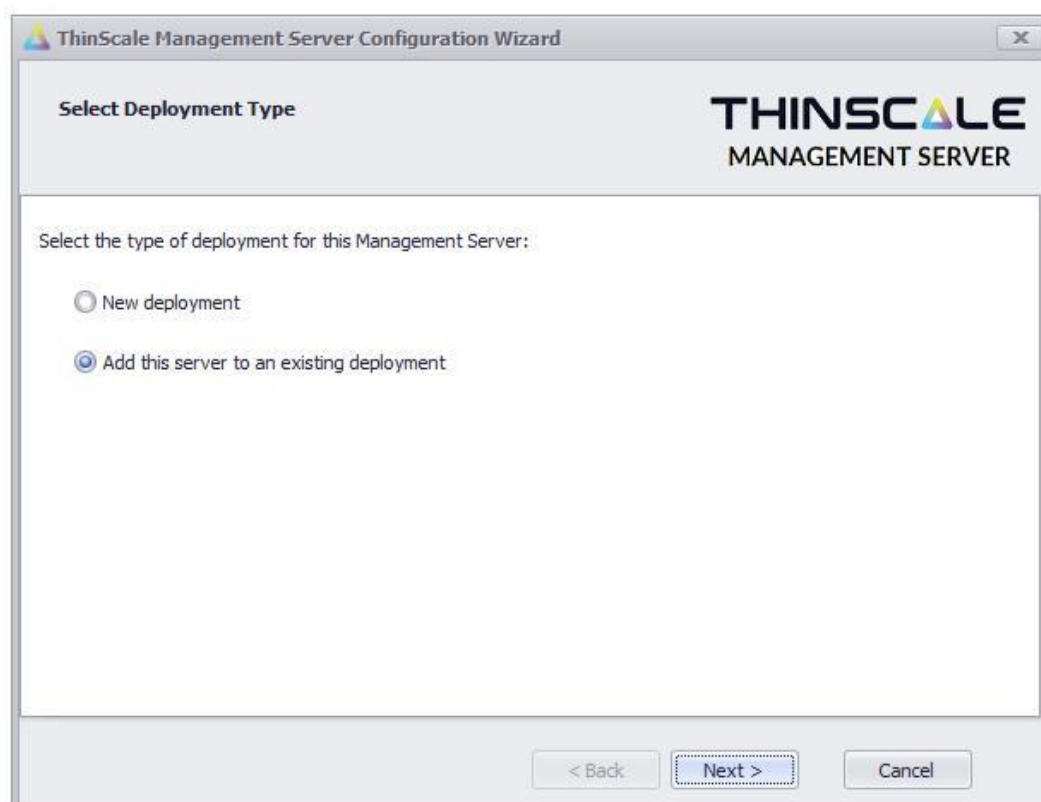 ThinScale Management Server Configuration Wizard
Select Deployment Type
THINSCALE
MANAGEMENT SERVER
Select the type of deployment for this Management Server:
New deployment
Add this server to an existing deployment
< Back
Next >
Cancel